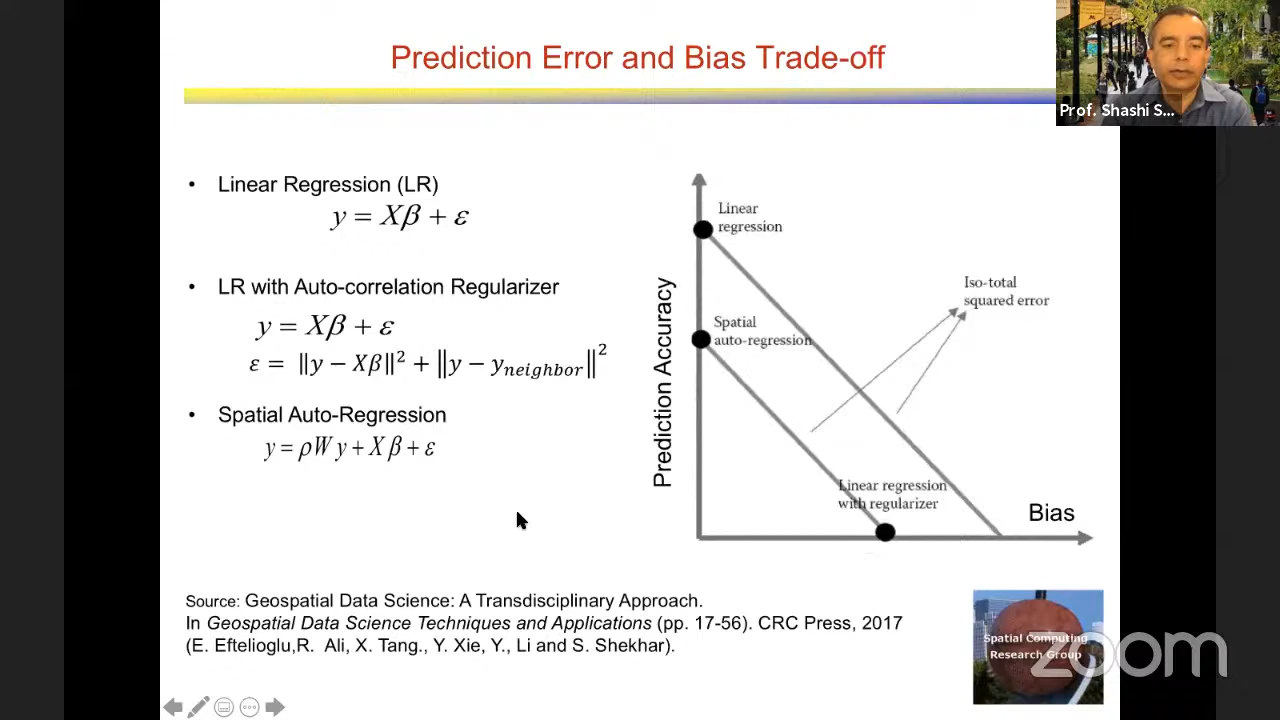 Prediction Error and Bias Trade-off
Prof. Shashi S...
• Linear Regression (LR)
y = Xβ + ε
• LR with Auto-correlation Regularizer
y = Xβ + ε
ε = ‖y − Xβ‖² + ‖y − y_neighbor‖²
• Spatial Auto-Regression
y = ρWy + Xβ + ε
Prediction Accuracy
Linear
regression
Spatial
auto-regression
Iso-total
squared error
Linear regression
with regularizer
Bias
Source: Geospatial Data Science: A Transdisciplinary Approach.
In Geospatial Data Science Techniques and Applications (pp. 17-56). CRC Press, 2017
(E. Eftelioglu,R. Ali, X. Tang., Y. Xie, Y., Li and S. Shekhar).
Spatial Computing
Research Group
zoom